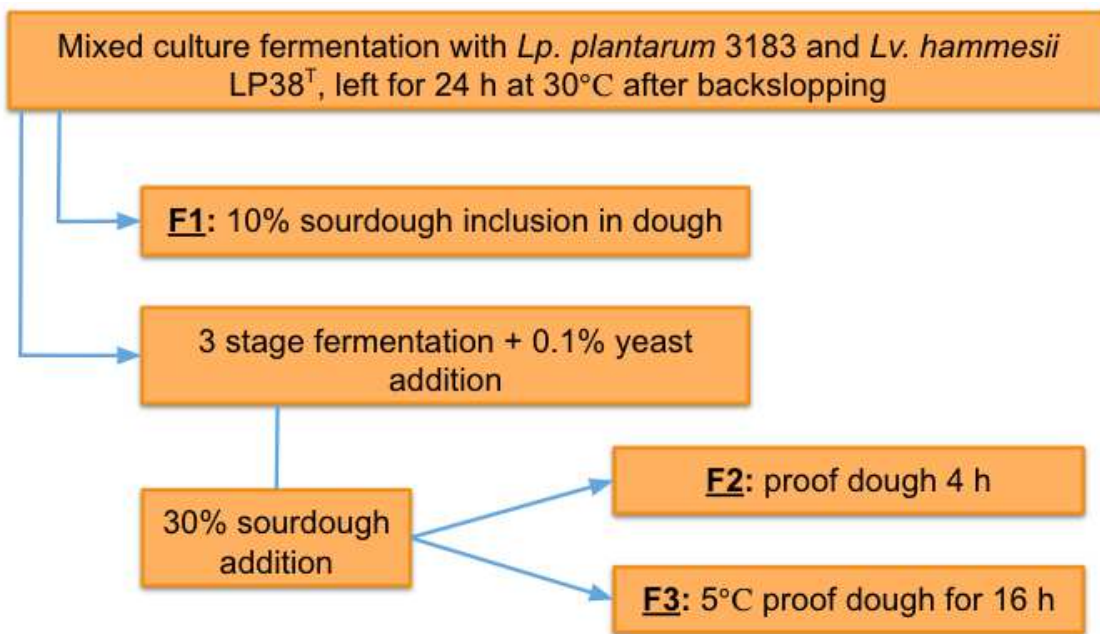 Mixed culture fermentation with Lp. plantarum 3183 and Lv. hammesii
LP38ᵀ, left for 24 h at 30°C after backslopping
F1: 10% sourdough inclusion in dough
3 stage fermentation + 0.1% yeast
addition
30% sourdough
addition
F2: proof dough 4 h
F3: 5°C proof dough for 16 h